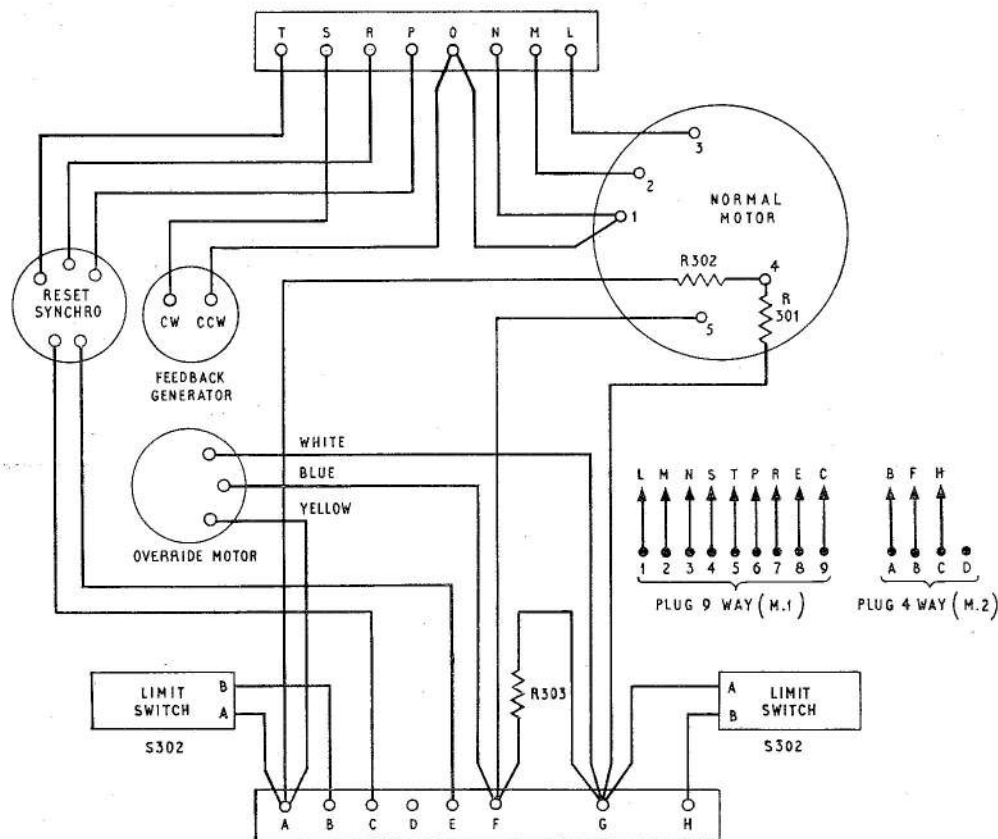 T S R P O N M L
3
2
1
NORMAL
MOTOR
R302
4
R
301
5
RESET
SYNCHRO
CW CCW
FEEDBACK
GENERATOR
WHITE
BLUE
YELLOW
OVERRIDE MOTOR
L M N S T P R E C
1 2 3 4 5 6 7 8 9
PLUG 9 WAY (M.1)
B F H
A B C D
PLUG 4 WAY (M.2)
LIMIT
SWITCH
B
A
S302
R303
A
B
LIMIT
SWITCH
S302
A B C D E F G H